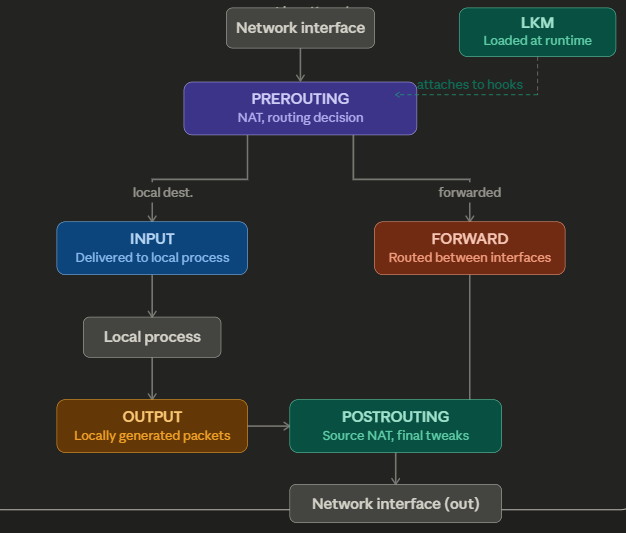 Network interface
LKM
Loaded at runtime
attaches to hooks
PREROUTING
NAT, routing decision
local dest.
forwarded
INPUT
Delivered to local process
FORWARD
Routed between interfaces
Local process
OUTPUT
Locally generated packets
POSTROUTING
Source NAT, final tweaks
Network interface (out)